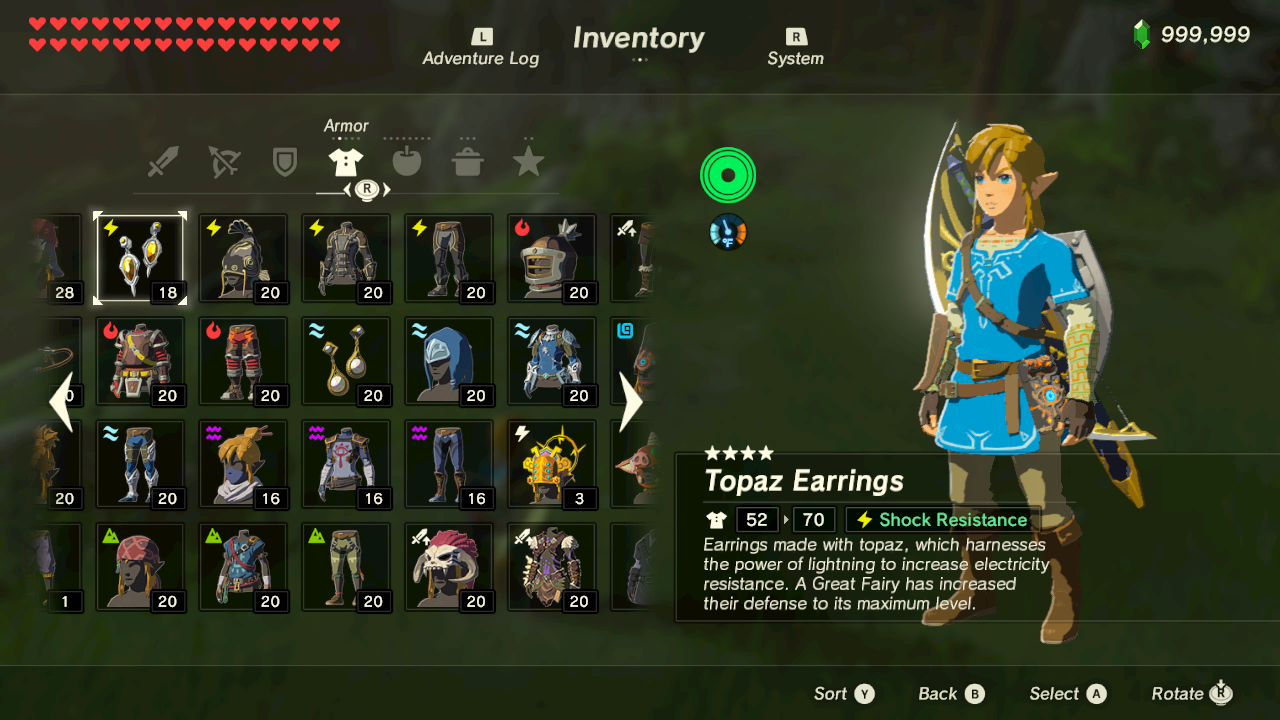 L
Inventory
R
999,999
Adventure Log
System
Armor
R
28
18
20
20
20
20
0
20
20
20
20
20
20
20
16
16
16
3
1
20
20
20
20
20
°F
★★★★
Topaz Earrings
52 70 Shock Resistance
Earrings made with topaz, which harnesses
the power of lightning to increase electricity
resistance. A Great Fairy has increased
their defense to its maximum level.
Sort Y Back B Select A Rotate R